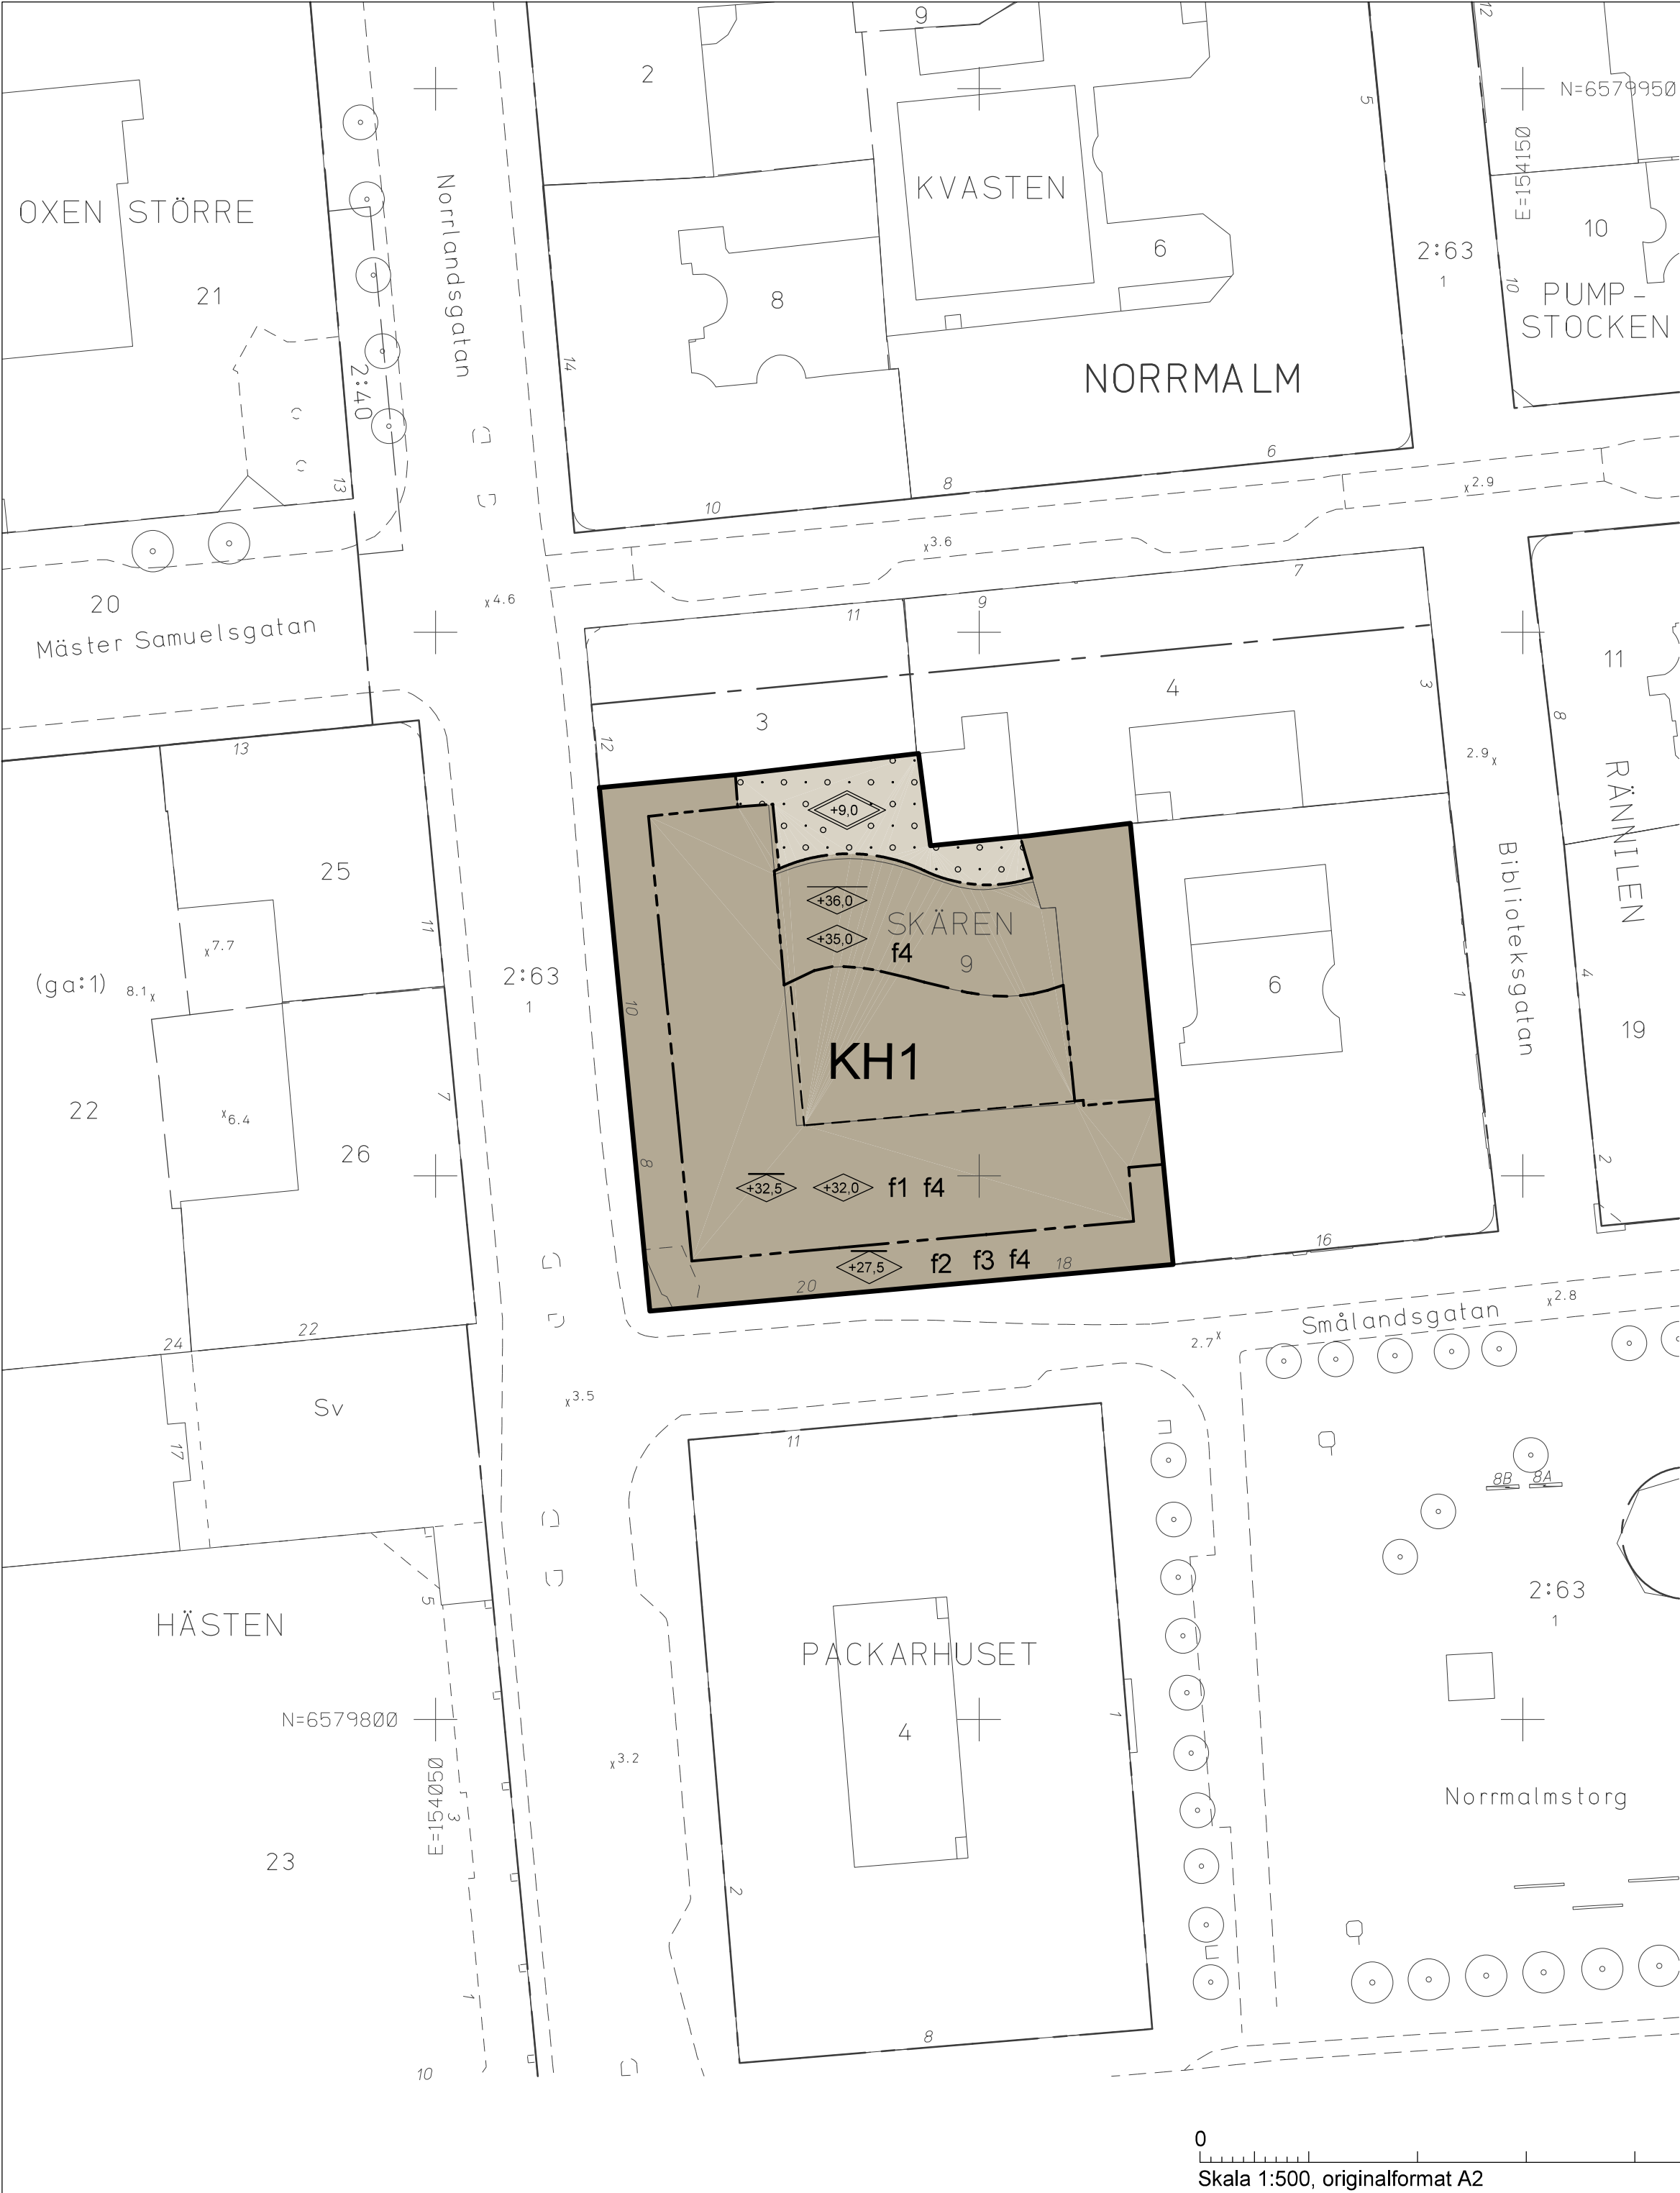 9
12
2
N=6579950
5
KVASTEN
E=154150
OXEN STÖRRE
Norrlandsgatan
6
10
2:63
1
21
8
10
PUMP-
STOCKEN
14
2:40
NORRMALM
6
13
8
10
x2.9
x3.6
7
20
x4.6
11
9
Mäster Samuelsgatan
11
4
3
3
8
12
13
2.9x
RÄNNILEN
+9,0
25
Biblioteksgatan
+36,0
SKÄREN
11
+35,0
f4
9
x7.7
(ga:1)
8.1x
2:63
1
6
4
10
1
19
KH1
22
7
x6.4
26
8
2
+32,5
+32,0
f1 f4
16
+27,5
f2 f3 f4
18
20
x2.8
Smålandsgatan
22
24
2.7x
x3.5
Sv
11
17
8B
8A
2:63
1
5
HÄSTEN
PACKARHUSET
N=6579800
4
1
x3.2
E=154050
3
Norrmalmstorg
23
2
1
8
10
0
Skala 1:500, originalformat A2